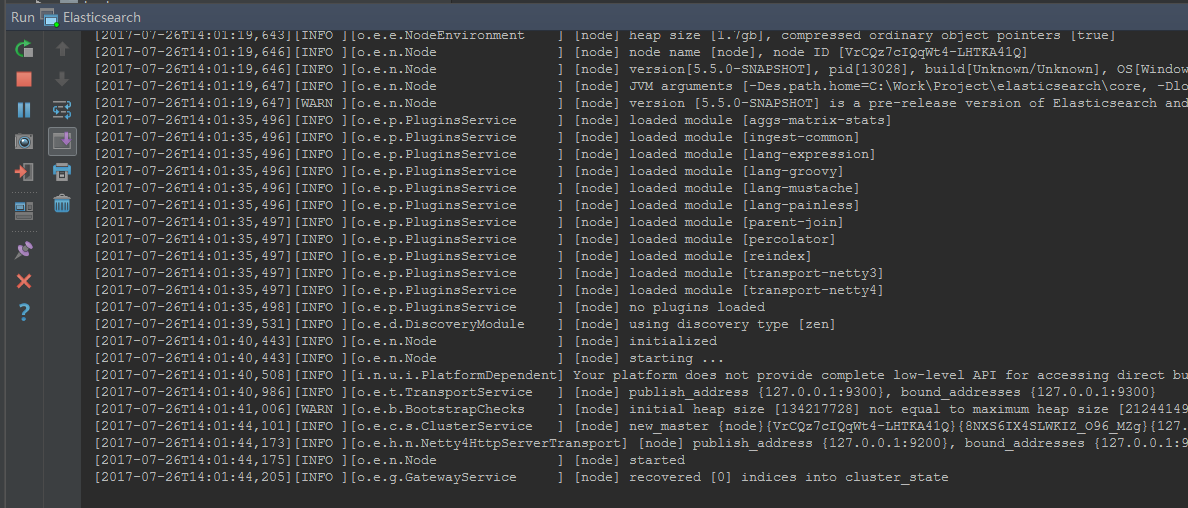 Run Elasticsearch
[2017-07-26T14:01:19,643][INFO ][o.e.e.NodeEnvironment    ] [node] heap size [1.7gb], compressed ordinary object pointers [true]
[2017-07-26T14:01:19,646][INFO ][o.e.n.Node               ] [node] node name [node], node ID [VrCQz7cIQqWt4-LHTKA41Q]
[2017-07-26T14:01:19,646][INFO ][o.e.n.Node               ] [node] version[5.5.0-SNAPSHOT], pid[13028], build[Unknown/Unknown], OS[Window
[2017-07-26T14:01:19,647][INFO ][o.e.n.Node               ] [node] JVM arguments [-Des.path.home=C:\Work\Project\elasticsearch\core, -Dlo
[2017-07-26T14:01:19,647][WARN ][o.e.n.Node               ] [node] version [5.5.0-SNAPSHOT] is a pre-release version of Elasticsearch and
[2017-07-26T14:01:35,496][INFO ][o.e.p.PluginsService     ] [node] loaded module [aggs-matrix-stats]
[2017-07-26T14:01:35,496][INFO ][o.e.p.PluginsService     ] [node] loaded module [ingest-common]
[2017-07-26T14:01:35,496][INFO ][o.e.p.PluginsService     ] [node] loaded module [lang-expression]
[2017-07-26T14:01:35,496][INFO ][o.e.p.PluginsService     ] [node] loaded module [lang-groovy]
[2017-07-26T14:01:35,496][INFO ][o.e.p.PluginsService     ] [node] loaded module [lang-mustache]
[2017-07-26T14:01:35,496][INFO ][o.e.p.PluginsService     ] [node] loaded module [lang-painless]
[2017-07-26T14:01:35,497][INFO ][o.e.p.PluginsService     ] [node] loaded module [parent-join]
[2017-07-26T14:01:35,497][INFO ][o.e.p.PluginsService     ] [node] loaded module [percolator]
[2017-07-26T14:01:35,497][INFO ][o.e.p.PluginsService     ] [node] loaded module [reindex]
[2017-07-26T14:01:35,497][INFO ][o.e.p.PluginsService     ] [node] loaded module [transport-netty3]
[2017-07-26T14:01:35,497][INFO ][o.e.p.PluginsService     ] [node] loaded module [transport-netty4]
[2017-07-26T14:01:35,498][INFO ][o.e.p.PluginsService     ] [node] no plugins loaded
[2017-07-26T14:01:39,531][INFO ][o.e.d.DiscoveryModule    ] [node] using discovery type [zen]
[2017-07-26T14:01:40,443][INFO ][o.e.n.Node               ] [node] initialized
[2017-07-26T14:01:40,443][INFO ][o.e.n.Node               ] [node] starting ...
[2017-07-26T14:01:40,508][INFO ][i.n.u.i.PlatformDependent] Your platform does not provide complete low-level API for accessing direct bu
[2017-07-26T14:01:40,986][INFO ][o.e.t.TransportService   ] [node] publish_address {127.0.0.1:9300}, bound_addresses {127.0.0.1:9300}
[2017-07-26T14:01:41,006][WARN ][o.e.b.BootstrapChecks    ] [node] initial heap size [134217728] not equal to maximum heap size [21244149
[2017-07-26T14:01:44,101][INFO ][o.e.c.s.ClusterService   ] [node] new_master {node}{VrCQz7cIQqWt4-LHTKA41Q}{8NXS6IX4SLWKIZ_O96_MZg}{127.
[2017-07-26T14:01:44,173][INFO ][o.e.h.n.Netty4HttpServerTransport] [node] publish_address {127.0.0.1:9200}, bound_addresses {127.0.0.1:9
[2017-07-26T14:01:44,175][INFO ][o.e.n.Node               ] [node] started
[2017-07-26T14:01:44,205][INFO ][o.e.g.GatewayService     ] [node] recovered [0] indices into cluster_state